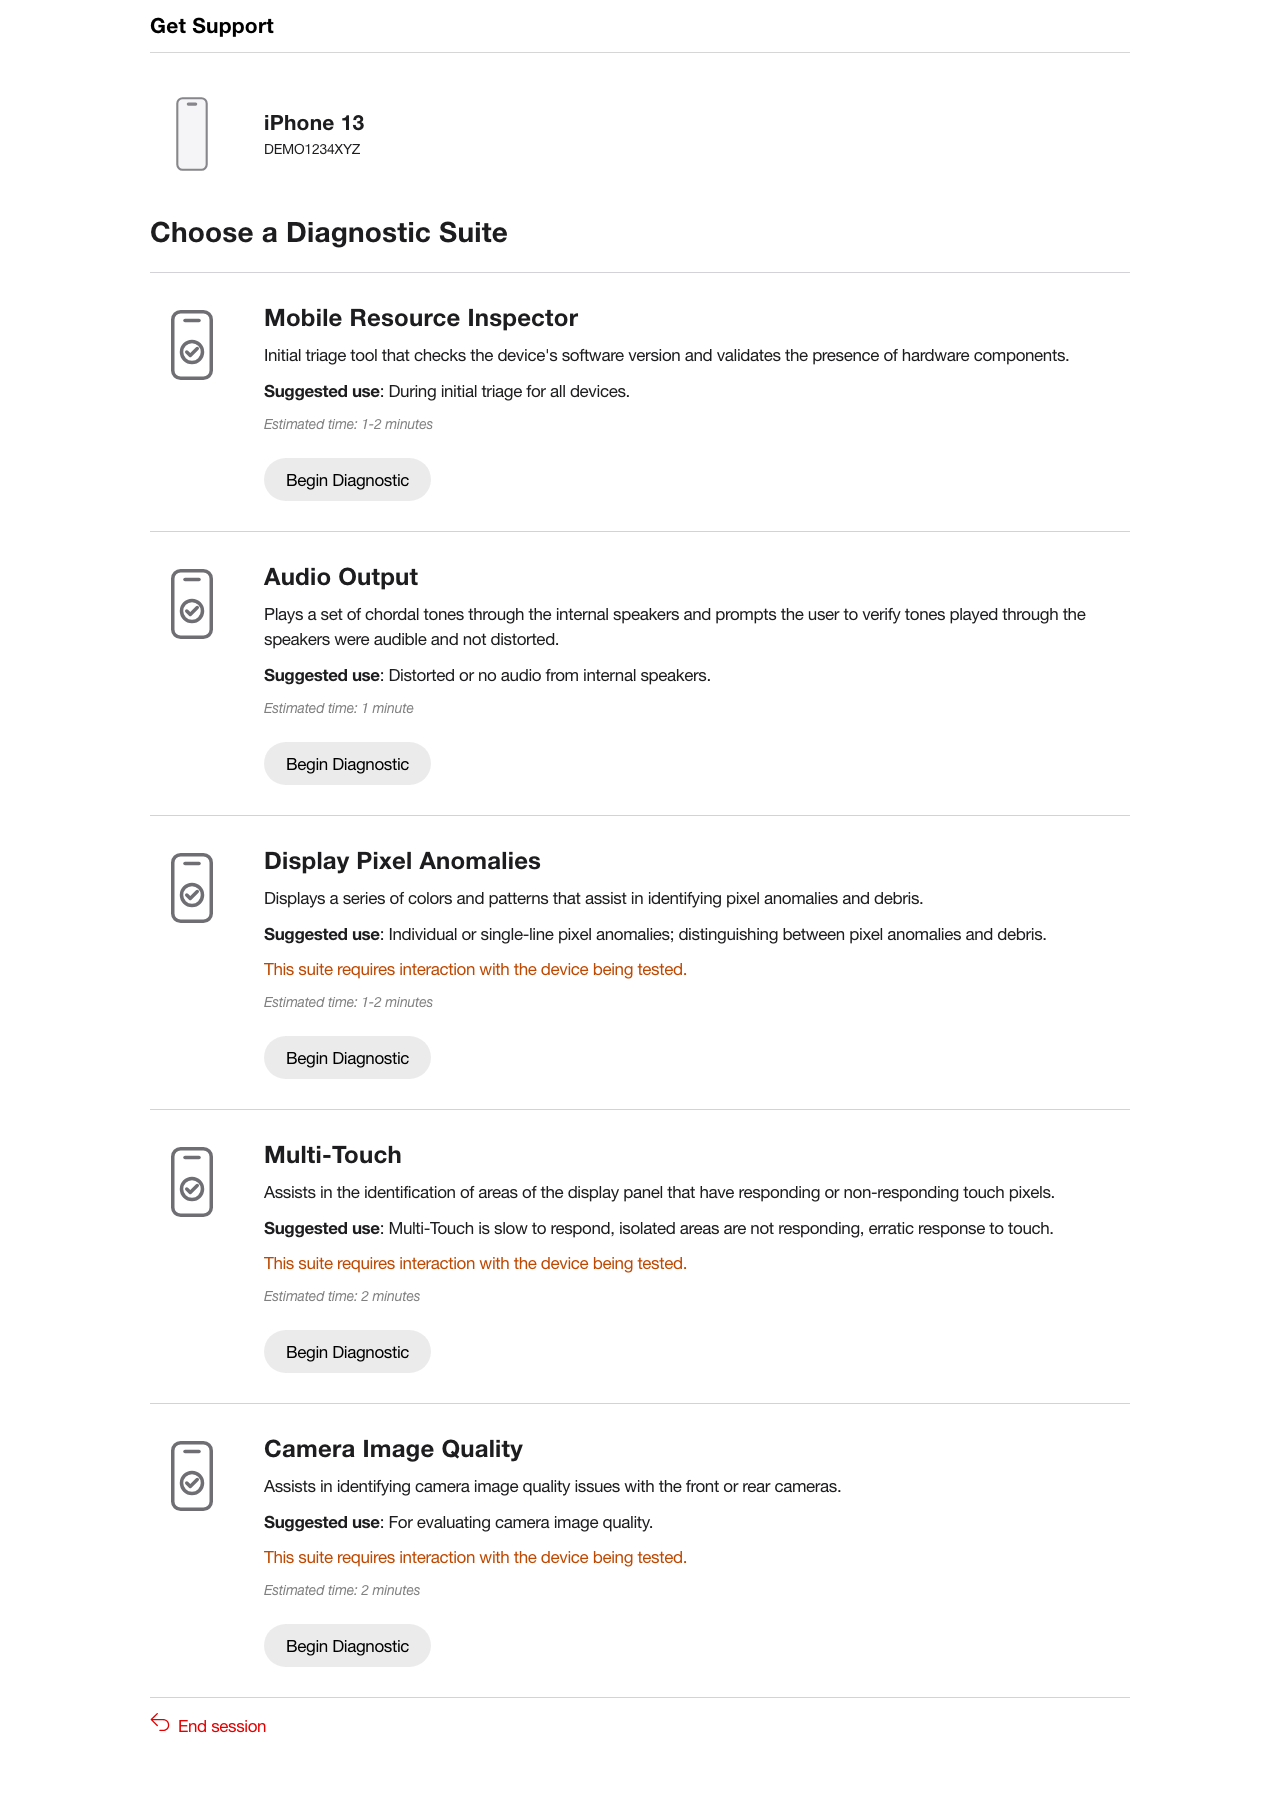 Get Support
iPhone 13
DEMO1234XYZ
Choose a Diagnostic Suite
Mobile Resource Inspector
Initial triage tool that checks the device's software version and validates the presence of hardware components.
Suggested use: During initial triage for all devices.
Estimated time: 1-2 minutes
Begin Diagnostic
Audio Output
Plays a set of chordal tones through the internal speakers and prompts the user to verify tones played through the
speakers were audible and not distorted.
Suggested use: Distorted or no audio from internal speakers.
Estimated time: 1 minute
Begin Diagnostic
Display Pixel Anomalies
Displays a series of colors and patterns that assist in identifying pixel anomalies and debris.
Suggested use: Individual or single-line pixel anomalies; distinguishing between pixel anomalies and debris.
This suite requires interaction with the device being tested.
Estimated time: 1-2 minutes
Begin Diagnostic
Multi-Touch
Assists in the identification of areas of the display panel that have responding or non-responding touch pixels.
Suggested use: Multi-Touch is slow to respond, isolated areas are not responding, erratic response to touch.
This suite requires interaction with the device being tested.
Estimated time: 2 minutes
Begin Diagnostic
Camera Image Quality
Assists in identifying camera image quality issues with the front or rear cameras.
Suggested use: For evaluating camera image quality.
This suite requires interaction with the device being tested.
Estimated time: 2 minutes
Begin Diagnostic
End session